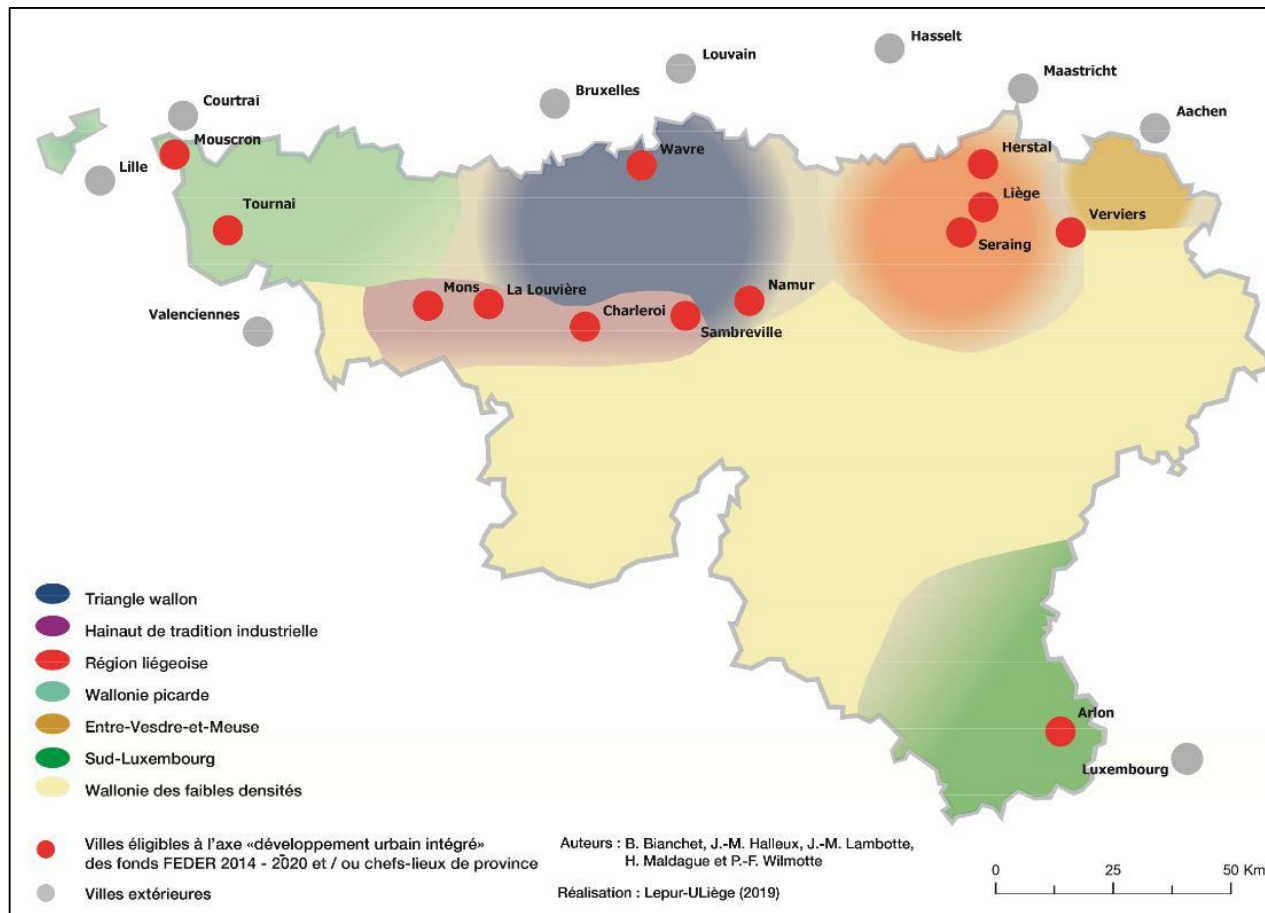 Hasselt
Louvain
Maastricht
Bruxelles
Courtrai
Aachen
Mouscron
Wavre
Herstal
Lille
Liège
Tournai
Verviers
Seraing
Mons
La Louvière
Namur
Valenciennes
Charleroi
Sambreville
Triangle wallon
Hainaut de tradition industrielle
Région liégeoise
Wallonie picarde
Entre-Vesdre-et-Meuse
Sud-Luxembourg
Wallonie des faibles densités
Arlon
Luxembourg
Villes éligibles à l'axe «développement urbain intégré»
des fonds FEDER 2014 - 2020 et / ou chefs-lieux de province
Villes extérieures
Auteurs : B. Bianchet, J.-M. Halleux, J.-M. Lambotte,
H. Maldague et P.-F. Wilmotte
Réalisation : Lepur-ULiège (2019)
0 25 50 Km